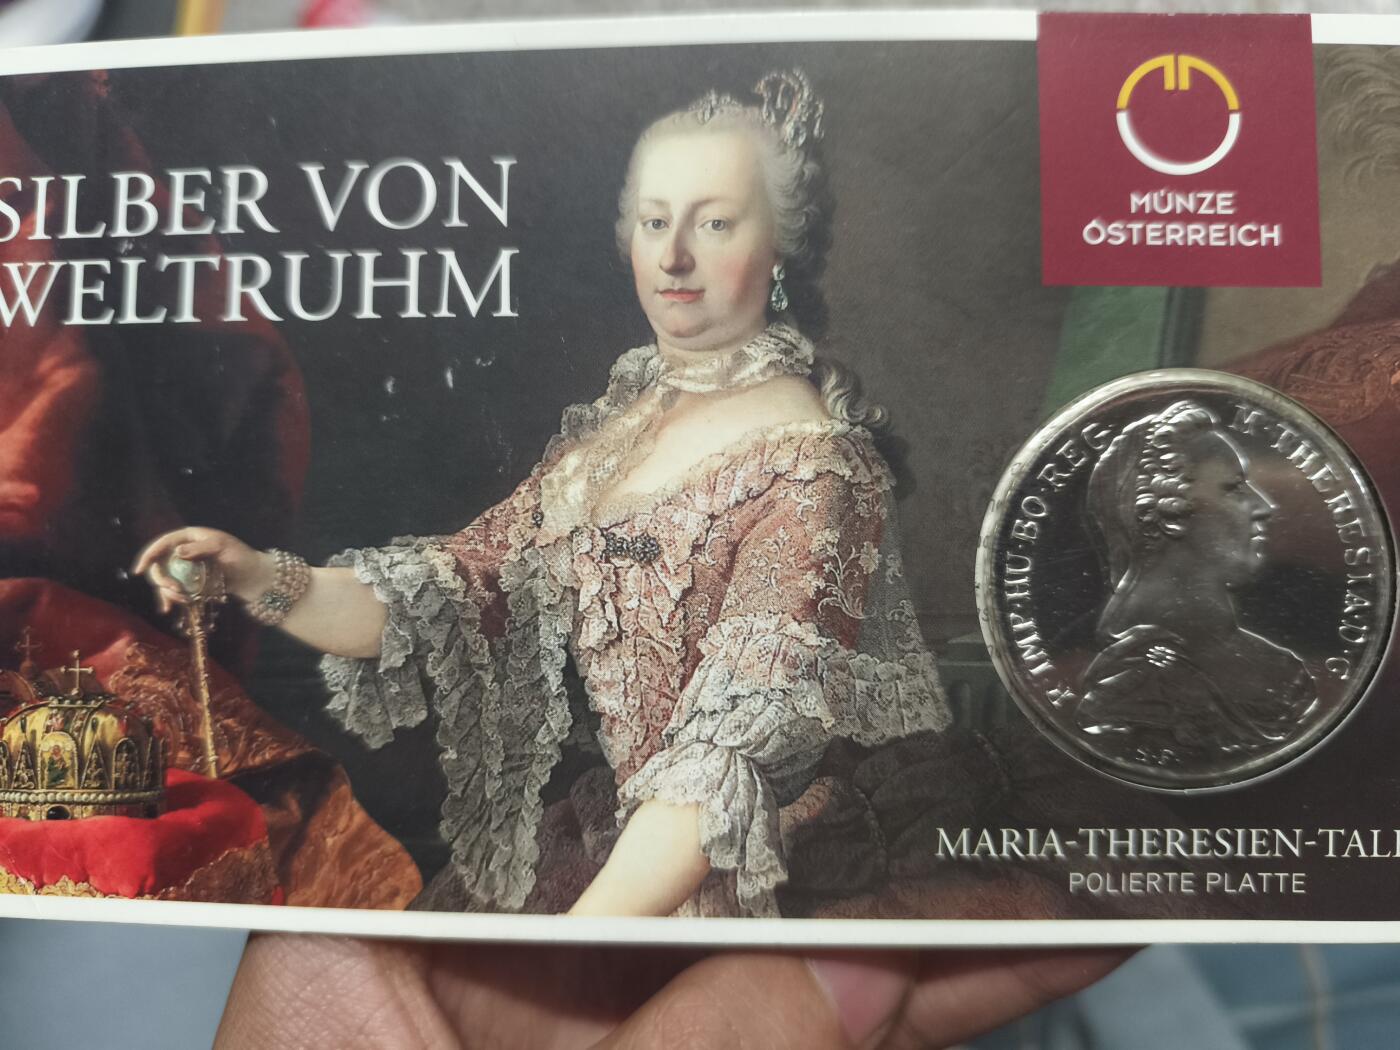 SILBER VON
WELTRUHM
MÜNZE
ÖSTERREICH
R·IMP·HU·BO·REG·
M·THERESIA·D·G·
S·F·
MARIA-THERESIEN-TAL
POLIERTE PLATTE